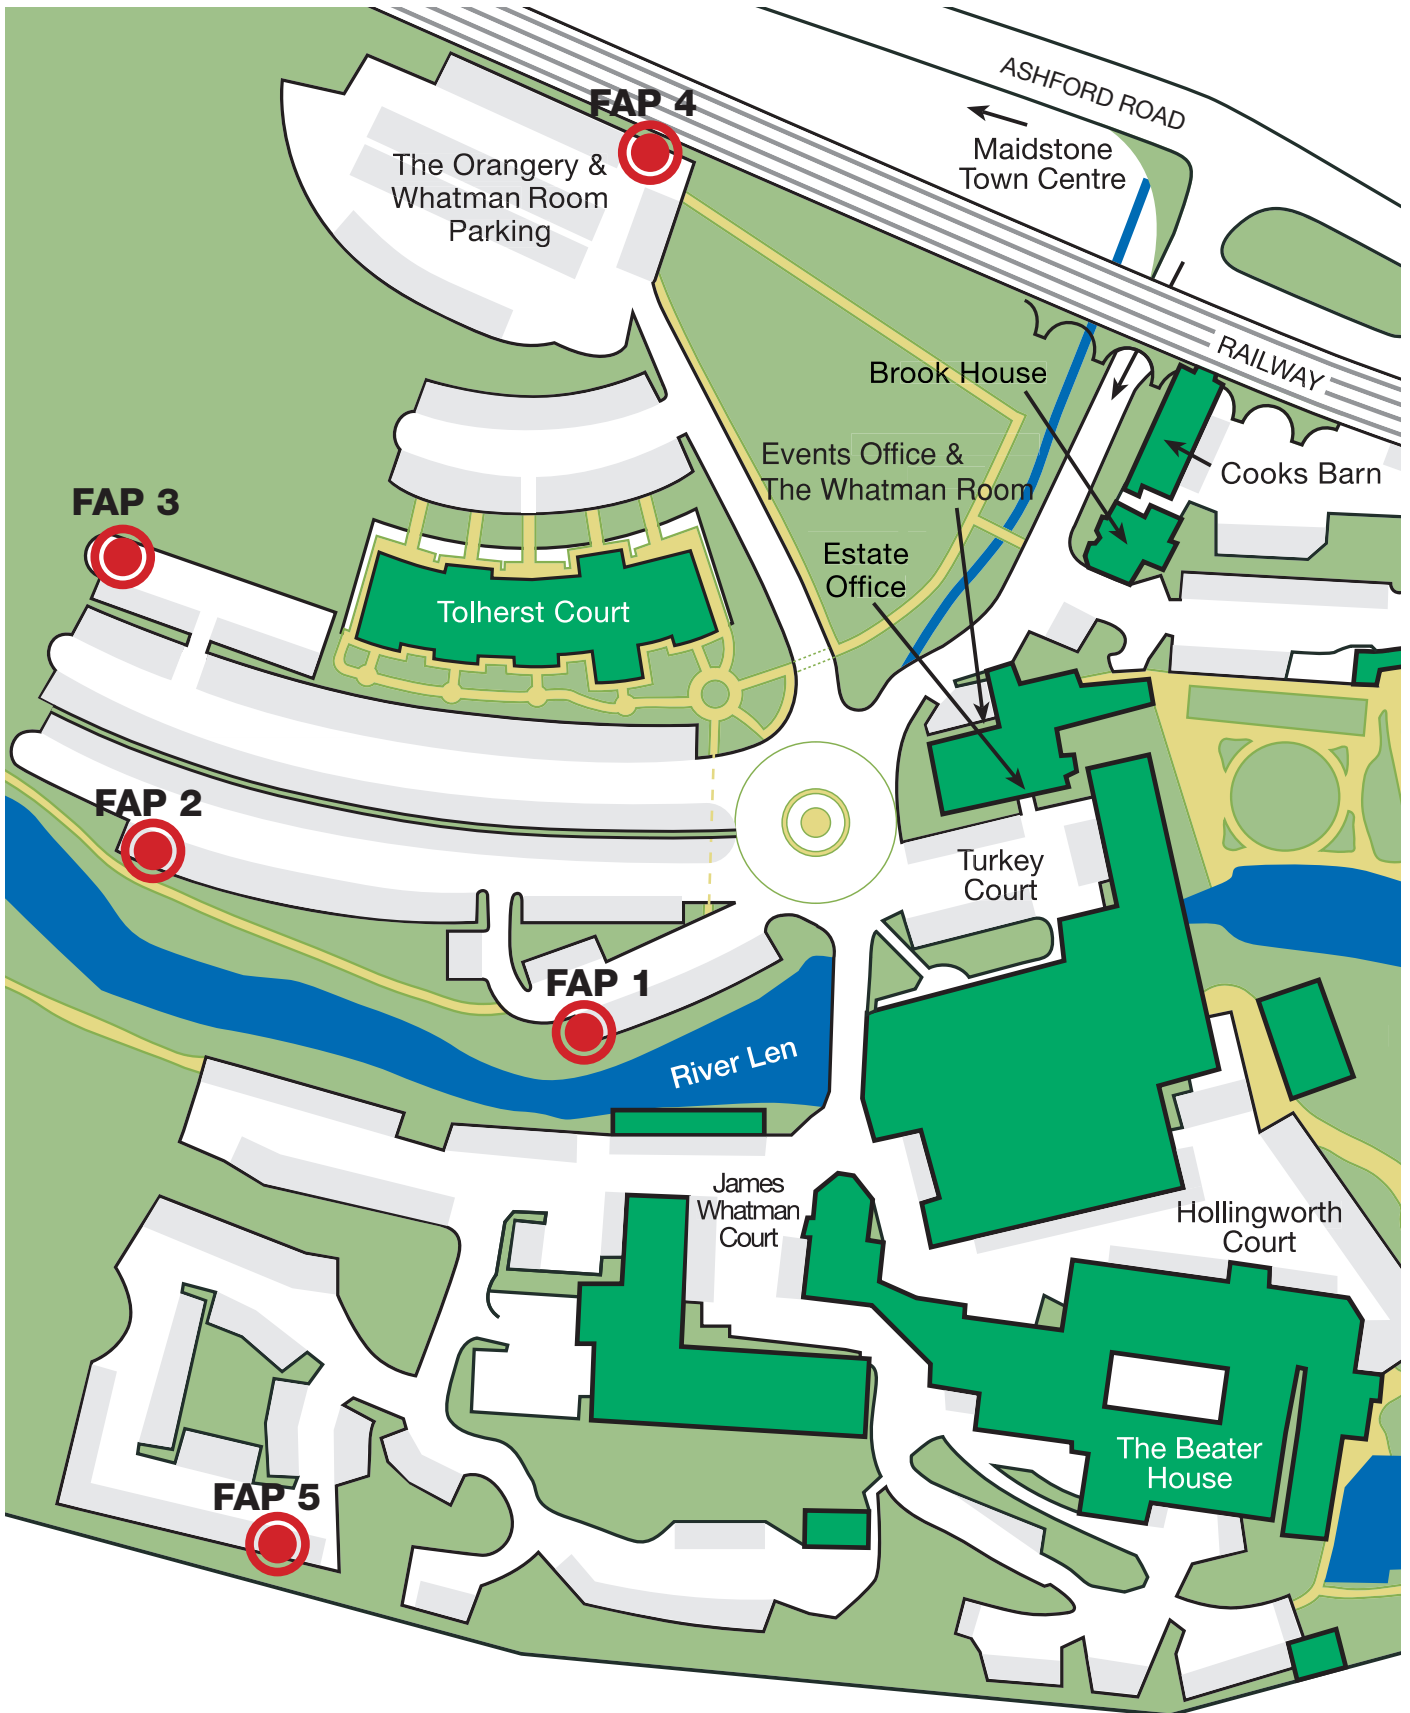 ASHFORD ROAD
FAP 4
Maidstone
Town Centre
The Orangery &
Whatman Room
Parking
RAILWAY
Brook House
Events Office &
The Whatman Room
Cooks Barn
FAP 3
Estate
Office
Tolherst Court
FAP 2
Turkey
Court
FAP 1
River Len
James
Whatman
Court
Hollingworth
Court
The Beater
House
FAP 5